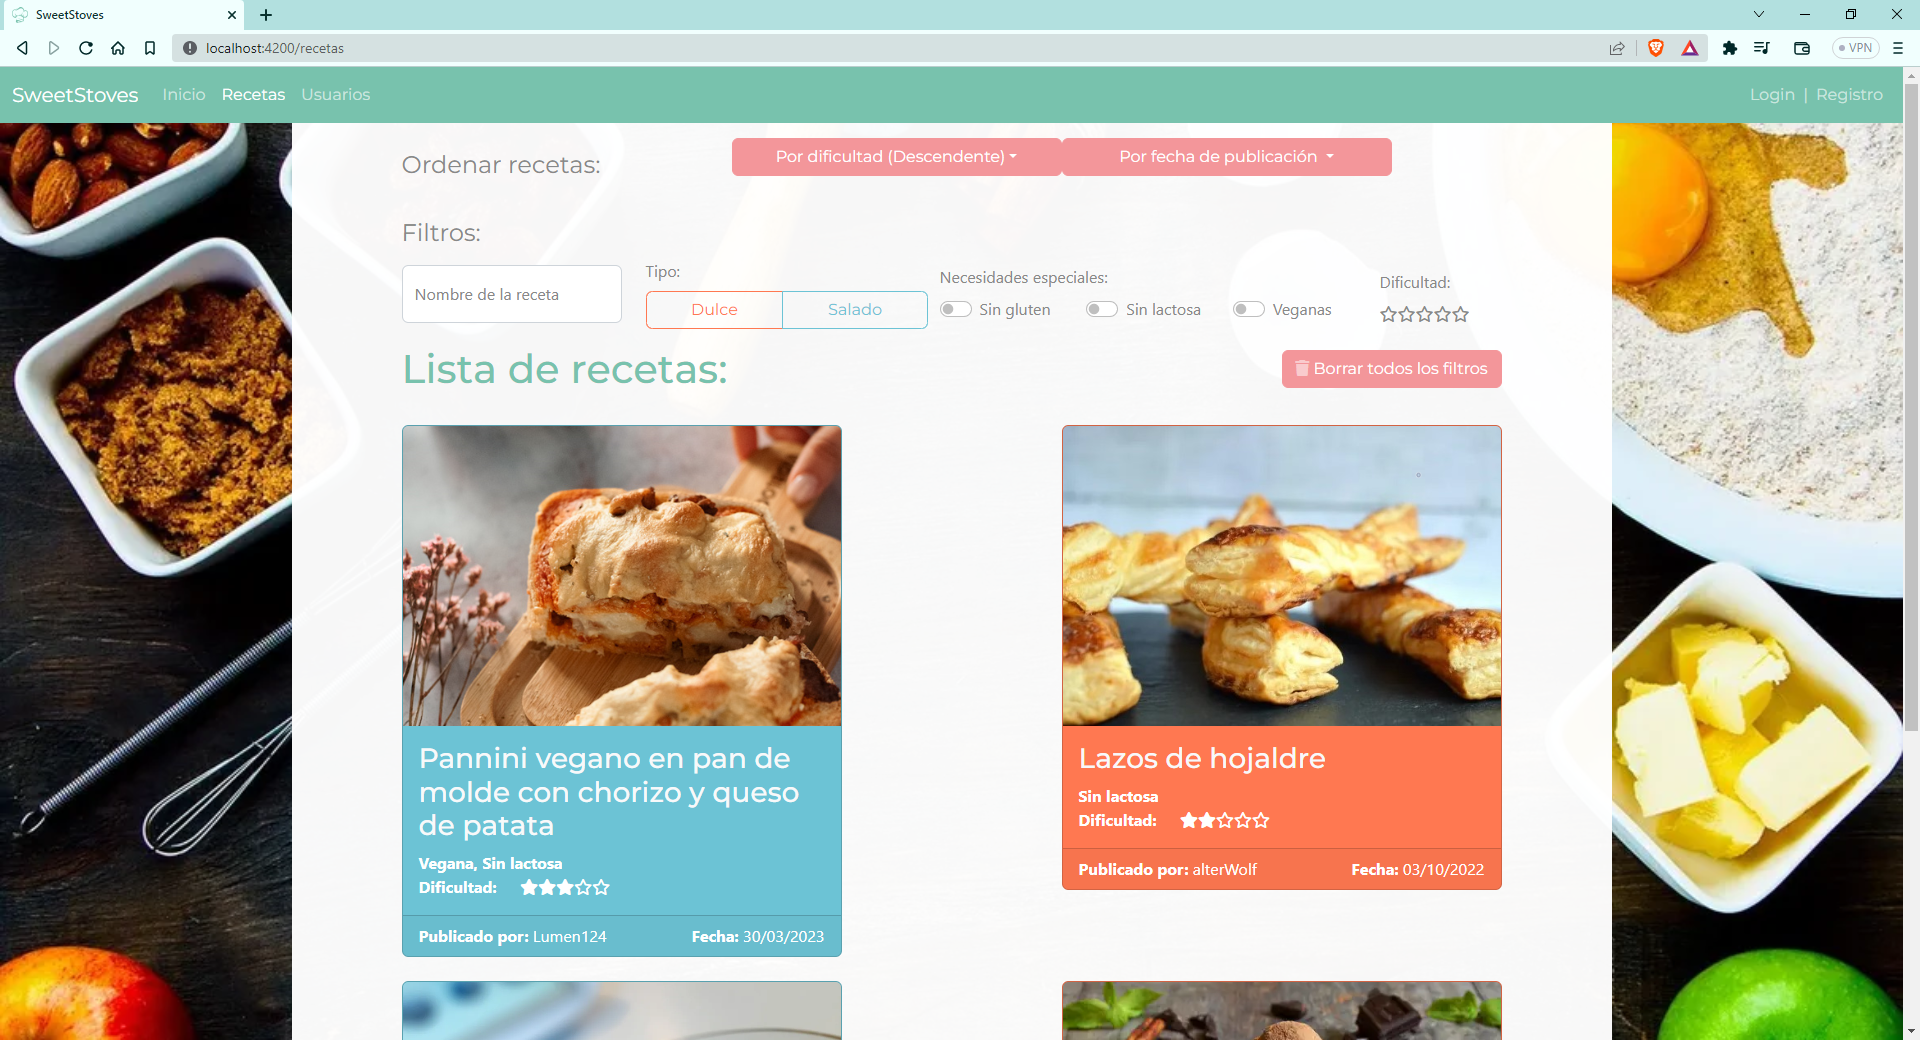 SweetStoves
localhost:4200/recetas
VPN
SweetStoves Inicio Recetas Usuarios Login | Registro
Ordenar recetas: Por dificultad (Descendente) Por fecha de publicación
Filtros:
Nombre de la receta
Tipo:
Dulce Salado
Necesidades especiales:
Sin gluten Sin lactosa Veganas
Dificultad:
Lista de recetas:
Borrar todos los filtros
Pannini vegano en pan de
molde con chorizo y queso
de patata
Vegana, Sin lactosa
Dificultad:
Publicado por: Lumen124 Fecha: 30/03/2023
Lazos de hojaldre
Sin lactosa
Dificultad:
Publicado por: alterWolf Fecha: 03/10/2022